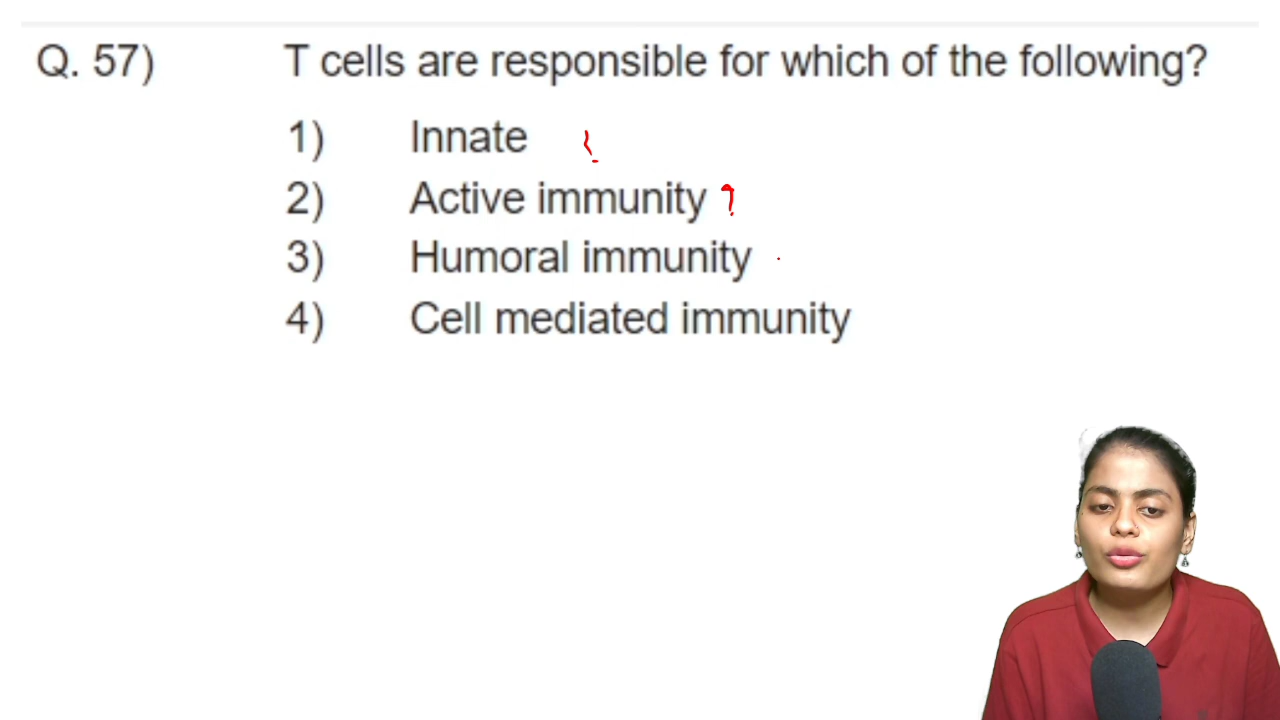 Q. 57) T cells are responsible for which of the following?
1) Innate
2) Active immunity
3) Humoral immunity
4) Cell mediated immunity